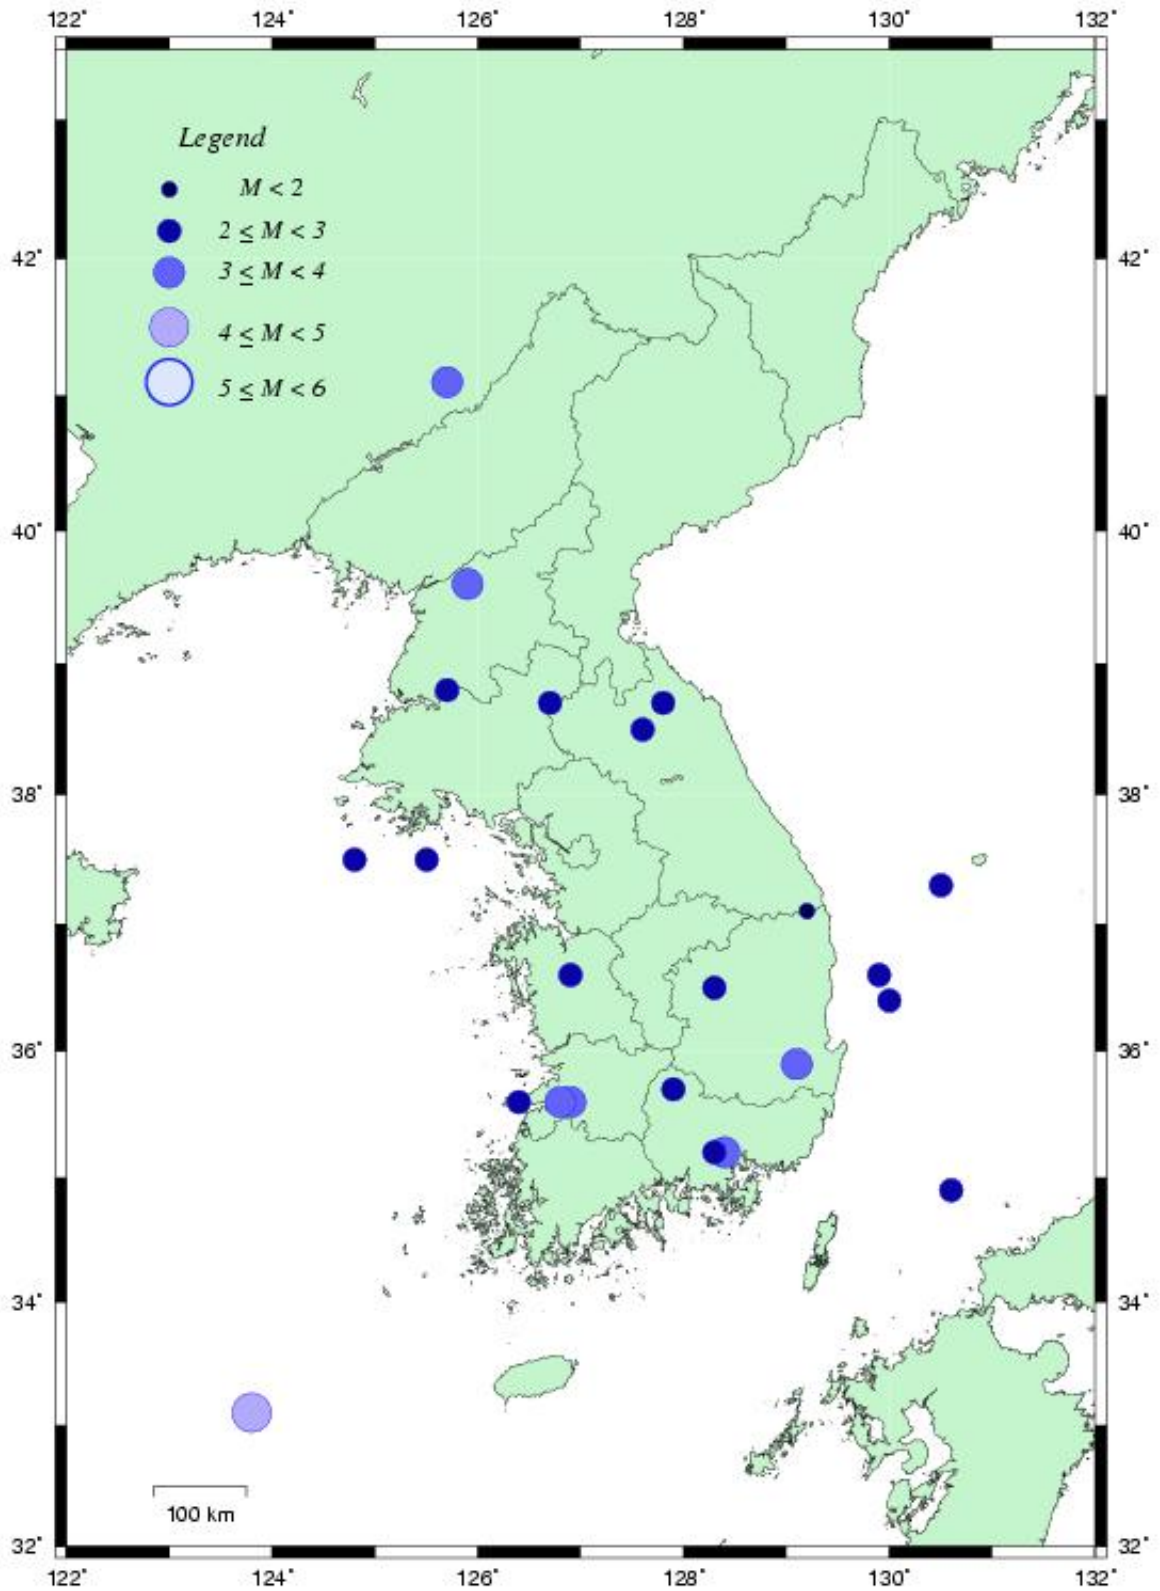 122° 124° 126° 128° 130° 132°
Legend
M < 2
2 ≤ M < 3
42° 42°
3 ≤ M < 4
4 ≤ M < 5
5 ≤ M < 6
40° 40°
38° 38°
36° 36°
34° 34°
100 km
32° 32°
122° 124° 126° 128° 130° 132°